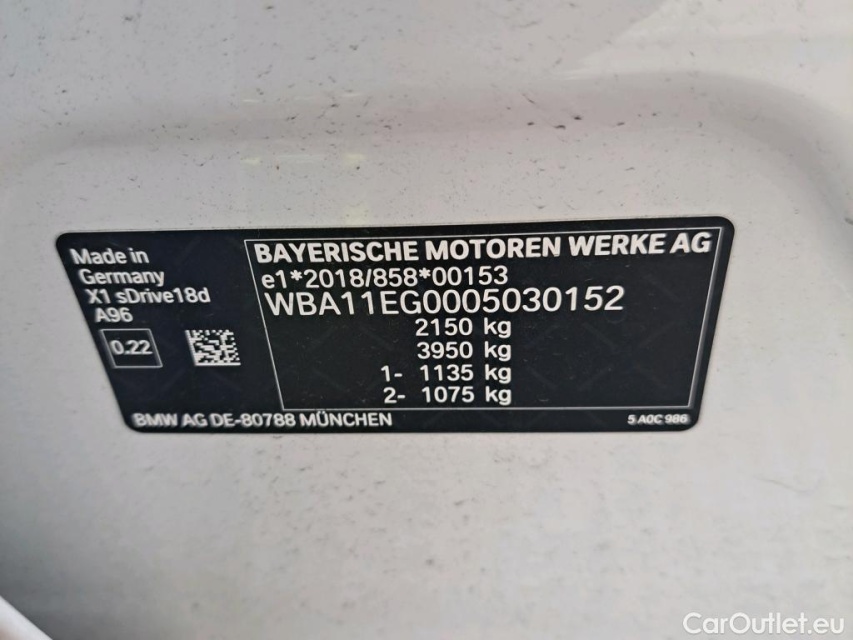 Made in
Germany
X1 sDrive18d
A96
0.22
BAYERISCHE MOTOREN WERKE AG
e1*2018/858*00153
WBA11EG0005030152
2150 kg
3950 kg
1- 1135 kg
2- 1075 kg
BMW AG DE-80788 MÜNCHEN
5 A0C 986
CarOutlet.eu